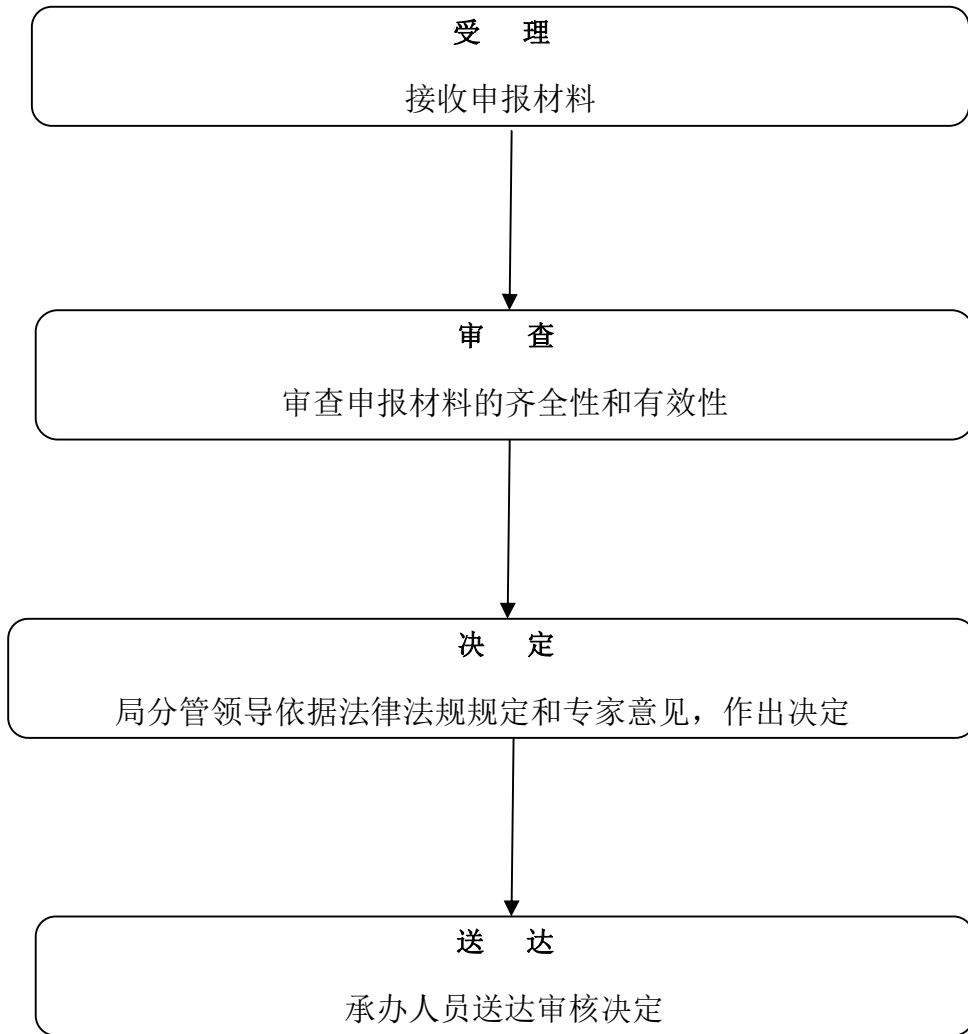 受 理
接收申报材料
审 查
审查申报材料的齐全性和有效性
决 定
局分管领导依据法律法规规定和专家意见，作出决定
送 达
承办人员送达审核决定